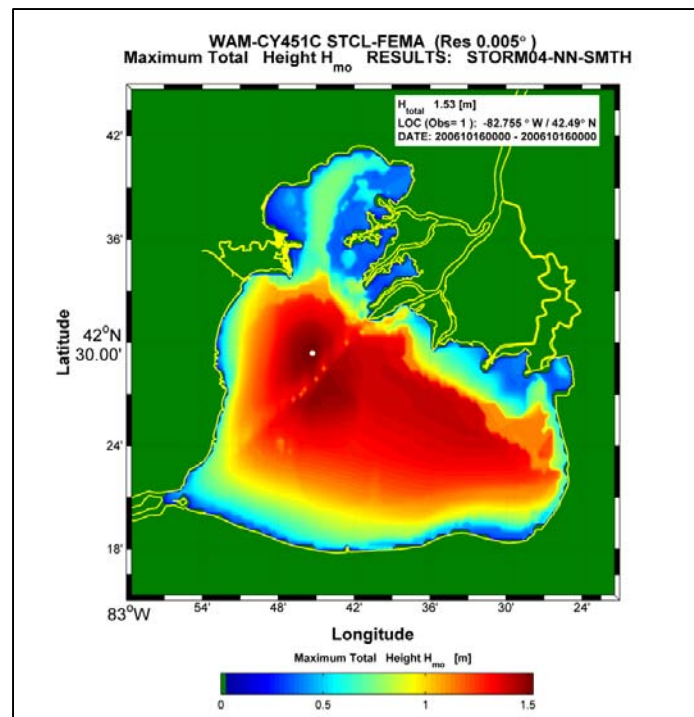 WAM-CY451C STCL-FEMA (Res 0.005° )
Maximum Total Height Hmo RESULTS: STORM04-NN-SMTH
Htotal 1.53 [m]
LOC (Obs= 1 ): -82.755 ° W / 42.49° N
DATE: 200610160000 - 200610160000
42'
36'
42°N
30.00'
24'
18'
Latitude
83°W
54'
48'
42'
36'
30'
24'
Longitude
Maximum Total Height Hmo [m]
0
0.5
1
1.5